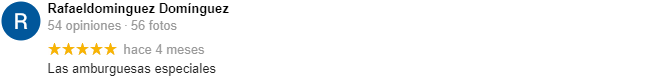 R
Rafaeldominguez Domínguez
54 opiniones · 56 fotos
★★★★★ hace 4 meses
Las amburguesas especiales